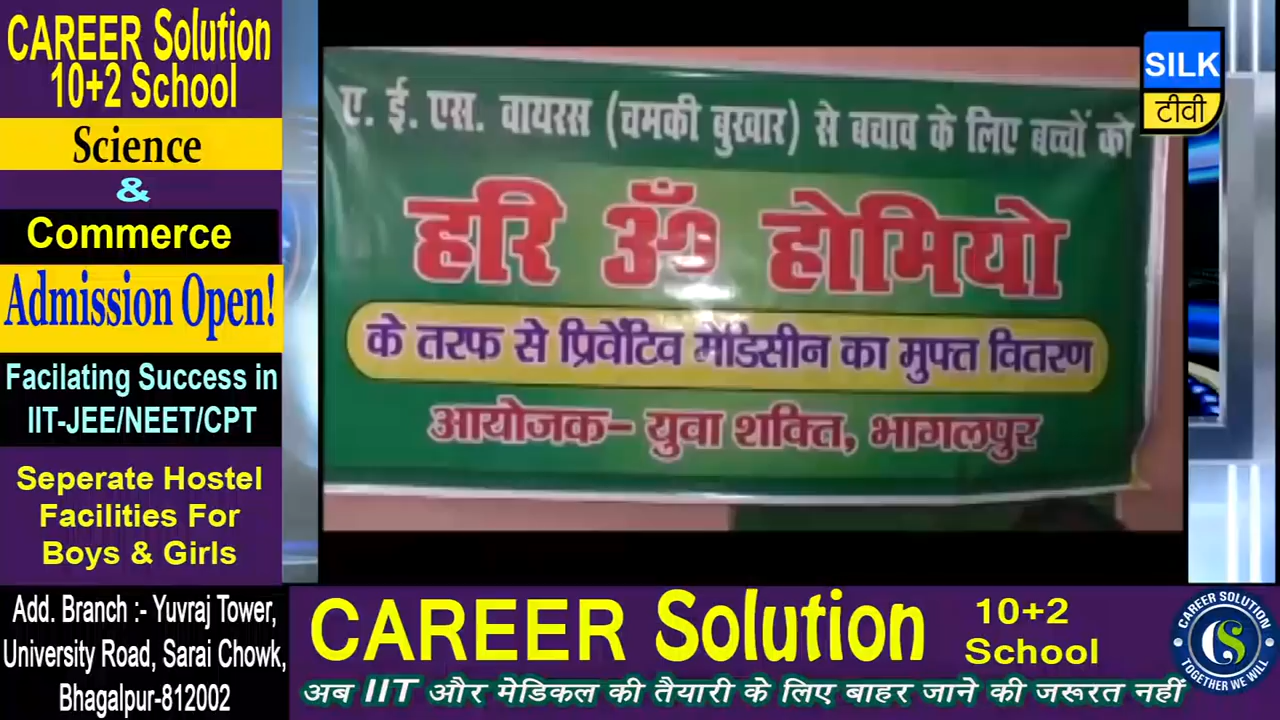 CAREER Solution
10+2 School
Science
&
Commerce
Admission Open!
Facilating Success in
IIT-JEE/NEET/CPT
Seperate Hostel
Facilities For
Boys & Girls
Add. Branch :- Yuvraj Tower,
University Road, Sarai Chowk,
Bhagalpur-812002
SILK
टीवी
ए. ई. एस. वायरस (चमकी बुखार) से बचाव के लिए बच्चों को
हरि ॐ होमियो
के तरफ से प्रिवेंटिव मेडिसीन का मुफ्त वितरण
आयोजक– युवा शक्ति, भागलपुर
CAREER Solution
10+2
School
अब IIT और मेडिकल की तैयारी के लिए बाहर जाने की जरूरत नहीं
CAREER SOLUTION
CS
TOGETHER WE WILL